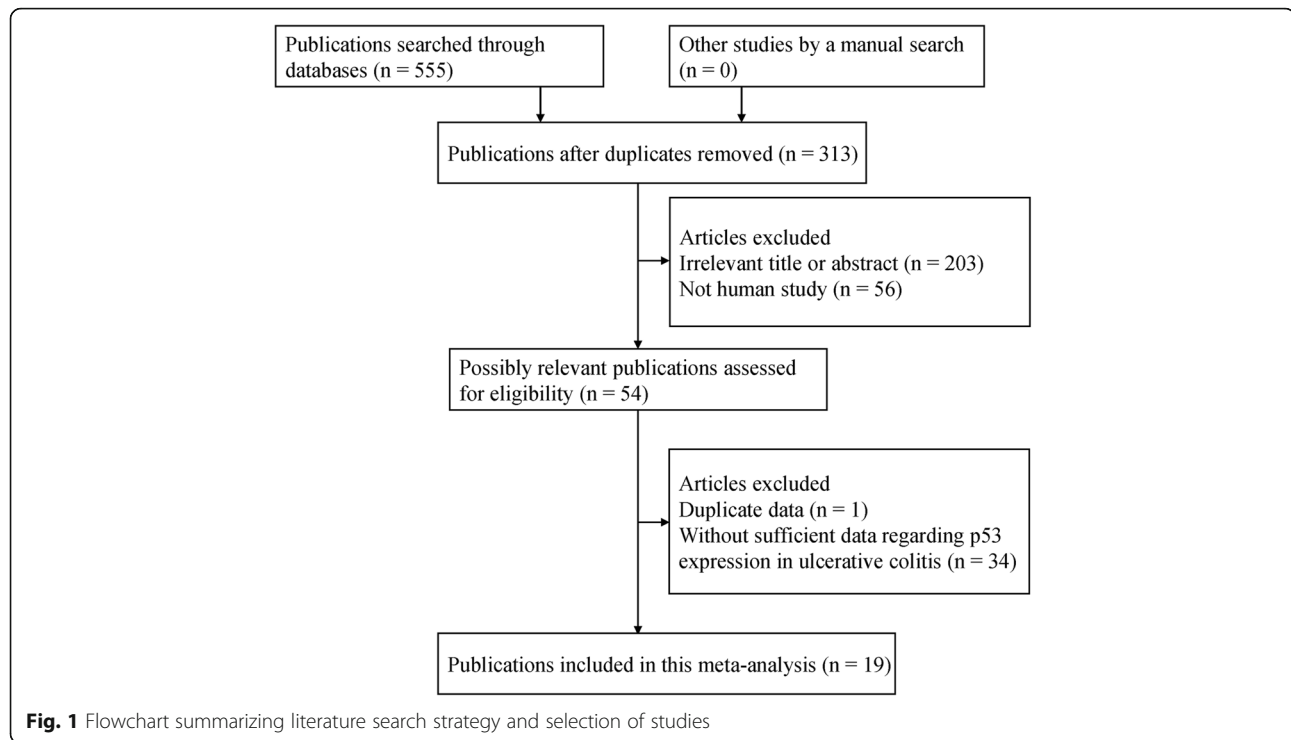 Publications searched through
databases (n = 555)
Other studies by a manual search
(n = 0)
Publications after duplicates removed (n = 313)
Articles excluded
Irrelevant title or abstract (n = 203)
Not human study (n = 56)
Possibly relevant publications assessed
for eligibility (n = 54)
Articles excluded
Duplicate data (n = 1)
Without sufficient data regarding p53
expression in ulcerative colitis (n = 34)
Publications included in this meta-analysis (n = 19)
Fig. 1 Flowchart summarizing literature search strategy and selection of studies